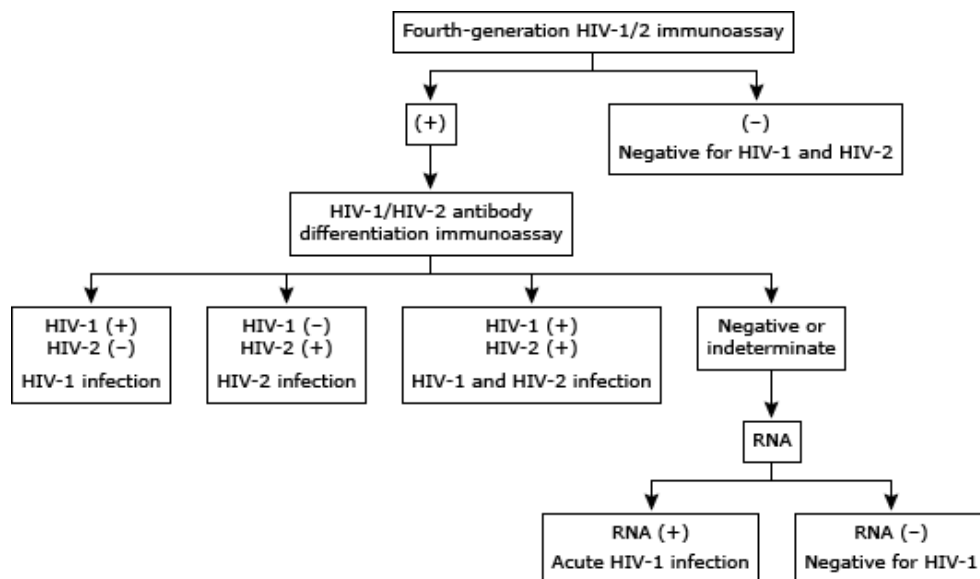 Fourth-generation HIV-1/2 immunoassay
(+)
(–)
Negative for HIV-1 and HIV-2
HIV-1/HIV-2 antibody
differentiation immunoassay
HIV-1 (+)
HIV-2 (–)
HIV-1 infection
HIV-1 (–)
HIV-2 (+)
HIV-2 infection
HIV-1 (+)
HIV-2 (+)
HIV-1 and HIV-2 infection
Negative or
indeterminate
RNA
RNA (+)
Acute HIV-1 infection
RNA (–)
Negative for HIV-1